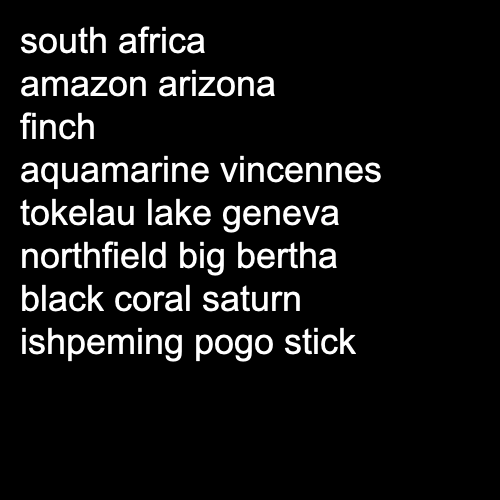 south africa
amazon arizona
finch
aquamarine vincennes
tokelau lake geneva
northfield big bertha
black coral saturn
ishpeming pogo stick